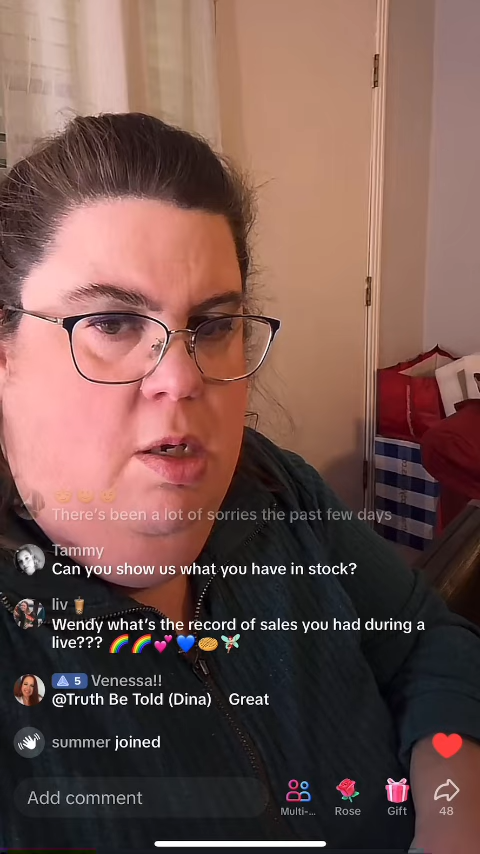 There's been a lot of sorries the past few days
Tammy
Can you show us what you have in stock?
liv
Wendy what's the record of sales you had during a
live???
5 Venessa!!
@Truth Be Told (Dina) Great
summer joined
Add comment
Multi-...
Rose
Gift
48